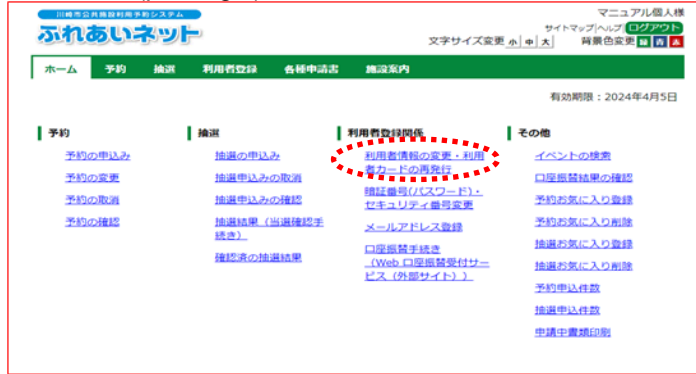 川崎市公共施設利用予約システム
ふれあいネット
マニュアル個人様
サイトマップ|ヘルプ|ログアウト
文字サイズ変更 小 中 大 背景色変更 緑 青 赤
ホーム 予約 抽選 利用者登録 各種申請書 施設案内
有効期限：2024年4月5日
予約
予約の申込み
予約の変更
予約の取消
予約の確認
抽選
抽選の申込み
抽選申込みの取消
抽選申込みの確認
抽選結果（当選確認手
続き）
確認済の抽選結果
利用者登録関係
利用者情報の変更・利用
者カードの再発行
暗証番号(パスワード)・
セキュリティ番号変更
メールアドレス登録
口座振替手続き
（Web 口座振替受付サー
ビス（外部サイト））
その他
イベントの検索
口座振替結果の確認
予約お気に入り登録
予約お気に入り削除
抽選お気に入り登録
抽選お気に入り削除
予約申込件数
抽選申込件数
申請中書類印刷